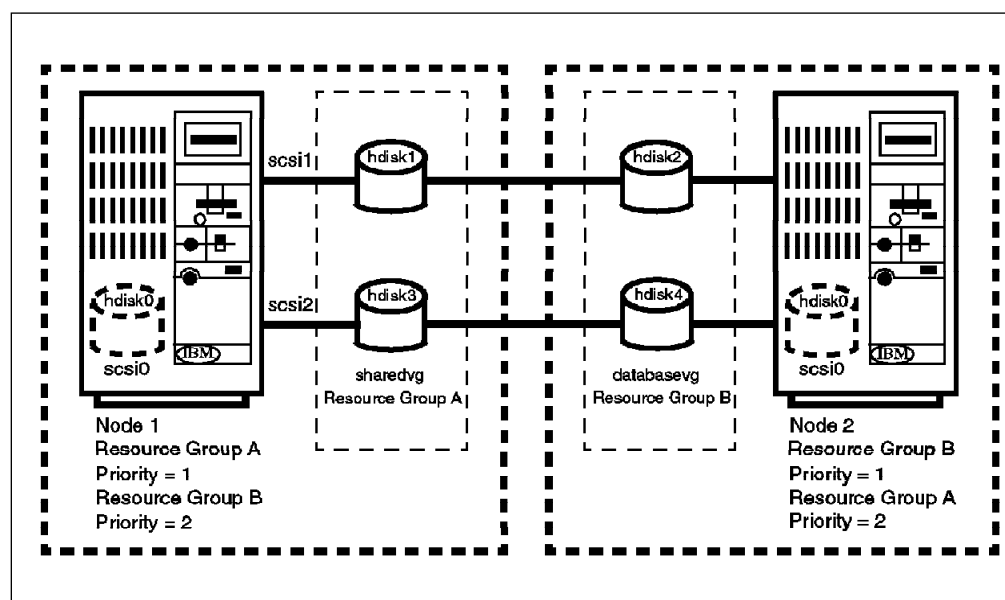 scsi1
hdisk1
hdisk2
hdisk0
scsi2
hdisk3
hdisk4
hdisk0
IBM
scsi0
sharedvg
Resource Group A
databasevg
Resource Group B
IBM
scsi0
Node 1
Resource Group A
Priority = 1
Resource Group B
Priority = 2
Node 2
Resource Group B
Priority = 1
Resource Group A
Priority = 2